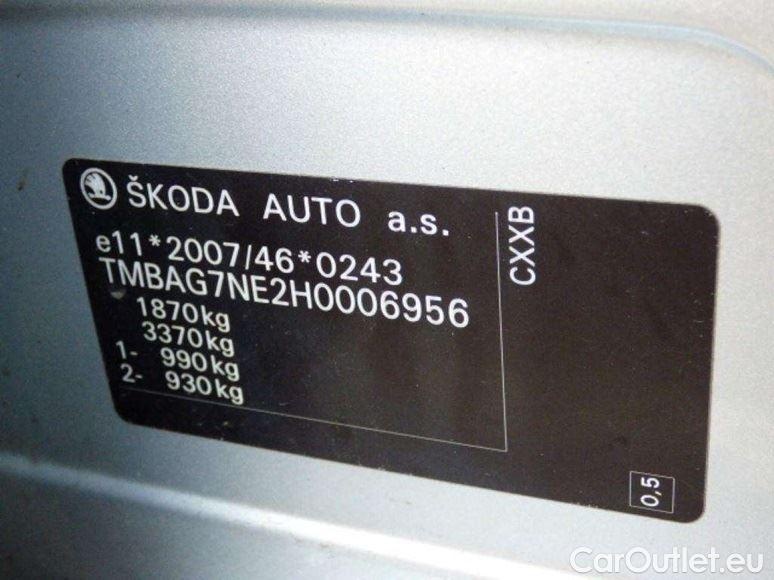 ŠKODA AUTO a.s.
e11*2007/46*0243
TMBAG7NE2H0006956
1870kg
3370kg
1- 990kg
2- 930kg
CXXB
0,5
CarOutlet.eu